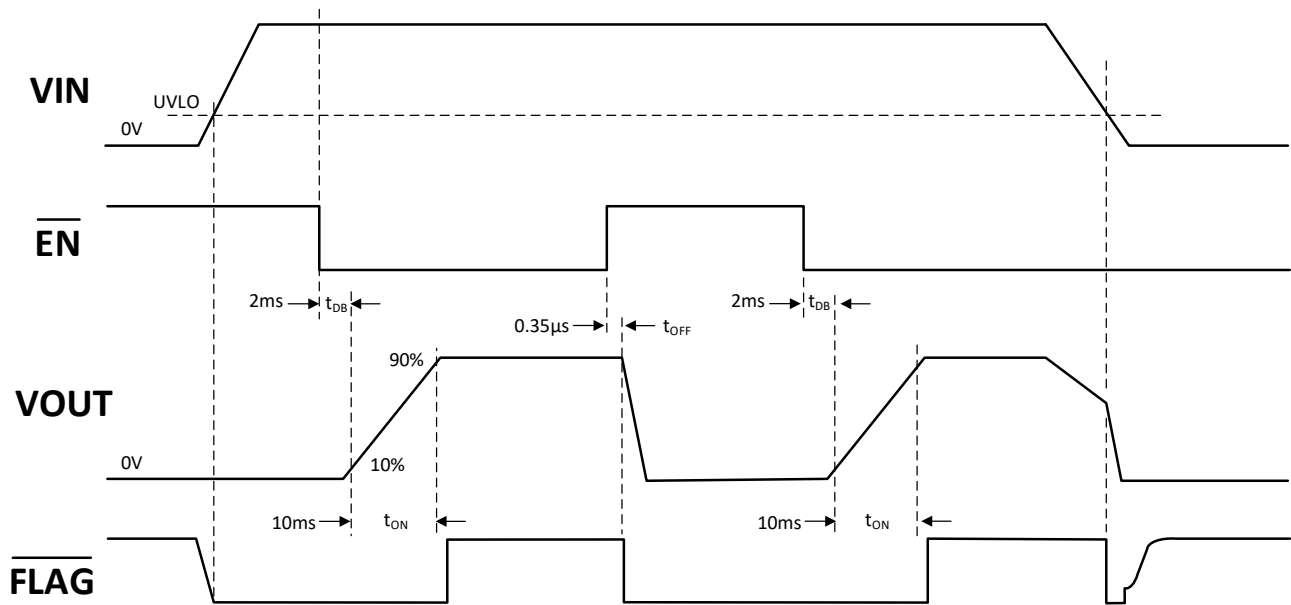 VIN
UVLO
0V
EN
2ms
tDB
0.35µs
tOFF
2ms
tDB
90%
VOUT
0V
10%
10ms
tON
10ms
tON
FLAG